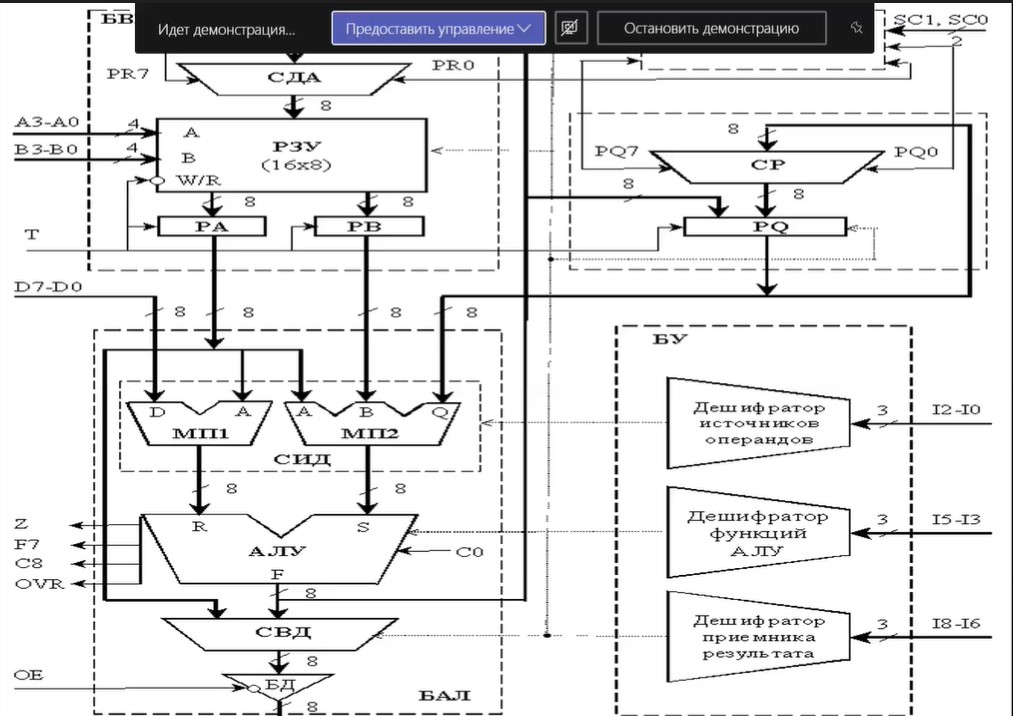 БВ
Идет демонстрация...
Предоставить управление
Остановить демонстрацию
SC1, SC0
2
PR7
СДА
PR0
8
A3-A0
4
A
B3-B0
4
B
РЗУ
(16x8)
W/R
8
8
PQ7
8
СР
PQ0
8
8
РА
РВ
PQ
T
D7-D0
8
8
8
8
БУ
D
A
A
B
Q
МП1
МП2
СИД
Дешифратор
источников
операндов
3
I2-I0
8
8
R
S
Z
F7
C8
OVR
АЛУ
C0
F
8
Дешифратор
функций
АЛУ
3
I5-I3
СВД
8
Дешифратор
приемника
результата
3
I8-I6
OE
БД
8
БАЛ